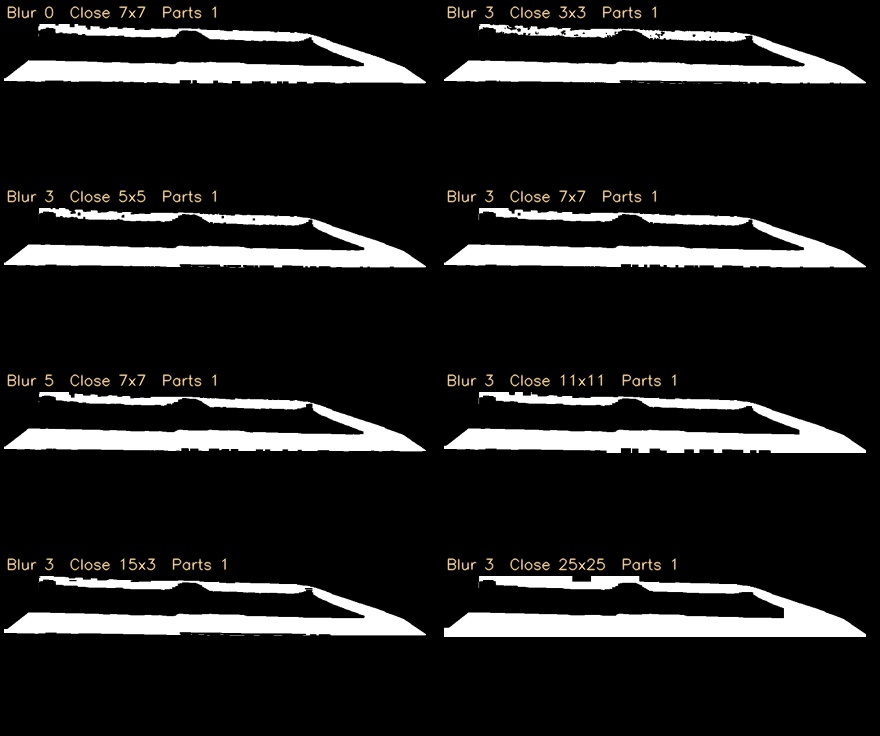 Blur 0 Close 7x7 Parts 1
Blur 3 Close 3x3 Parts 1
Blur 3 Close 5x5 Parts 1
Blur 3 Close 7x7 Parts 1
Blur 5 Close 7x7 Parts 1
Blur 3 Close 11x11 Parts 1
Blur 3 Close 15x3 Parts 1
Blur 3 Close 25x25 Parts 1